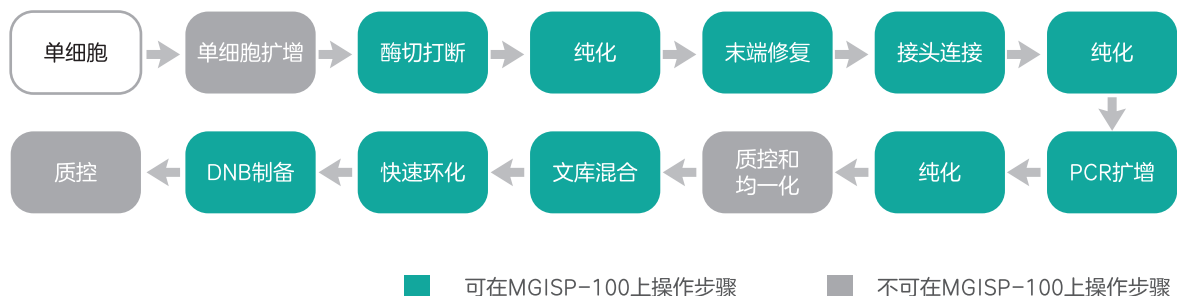 单细胞
单细胞扩增
酶切打断
纯化
末端修复
接头连接
纯化
PCR扩增
纯化
质控和
均一化
文库混合
快速环化
DNB制备
质控
可在MGISP-100上操作步骤
不可在MGISP-100上操作步骤